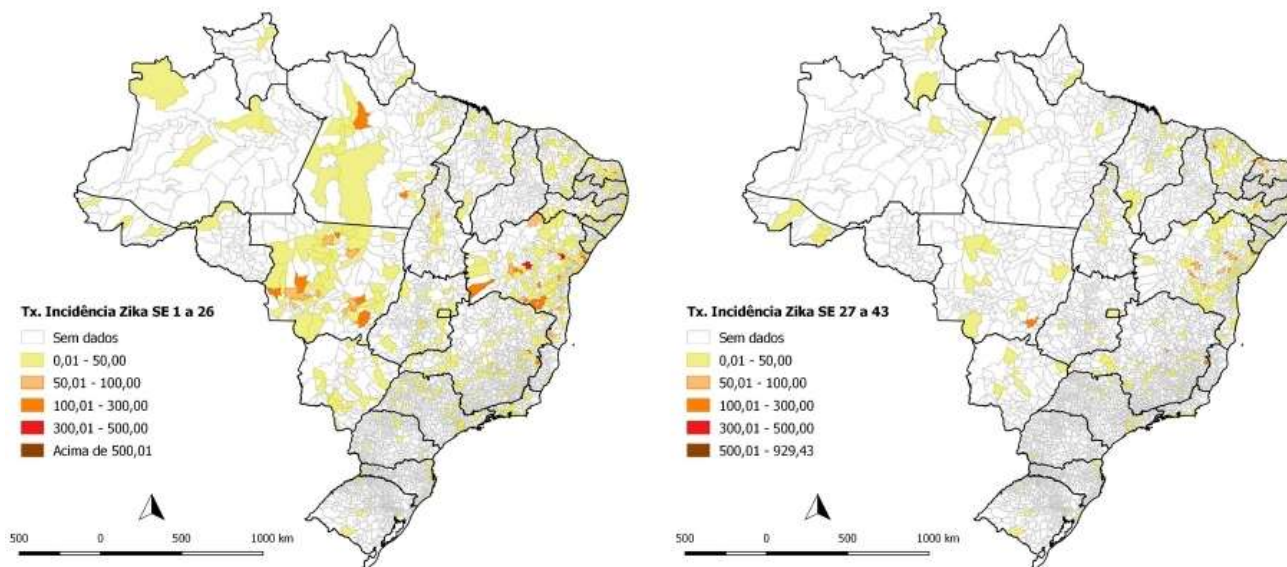 Tx. Incidência Zika SE 1 a 26
Sem dados
0,01 - 50,00
50,01 - 100,00
100,01 - 300,00
300,01 - 500,00
Acima de 500,01
500 0 500 1000 km
Tx. Incidência Zika SE 27 a 43
Sem dados
0,01 - 50,00
50,01 - 100,00
100,01 - 300,00
300,01 - 500,00
500,01 - 929,43
500 0 500 1000 km